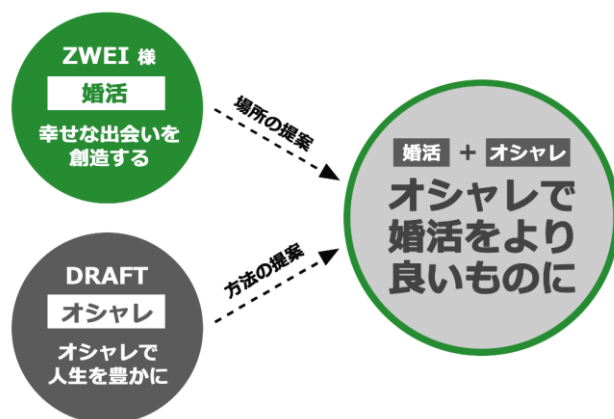 ZWEI 様
婚活
幸せな出会いを
創造する
場所の提案
DRAFT
オシャレ
オシャレで
人生を豊かに
方法の提案
婚活 + オシャレ
オシャレで
婚活をより
良いものに